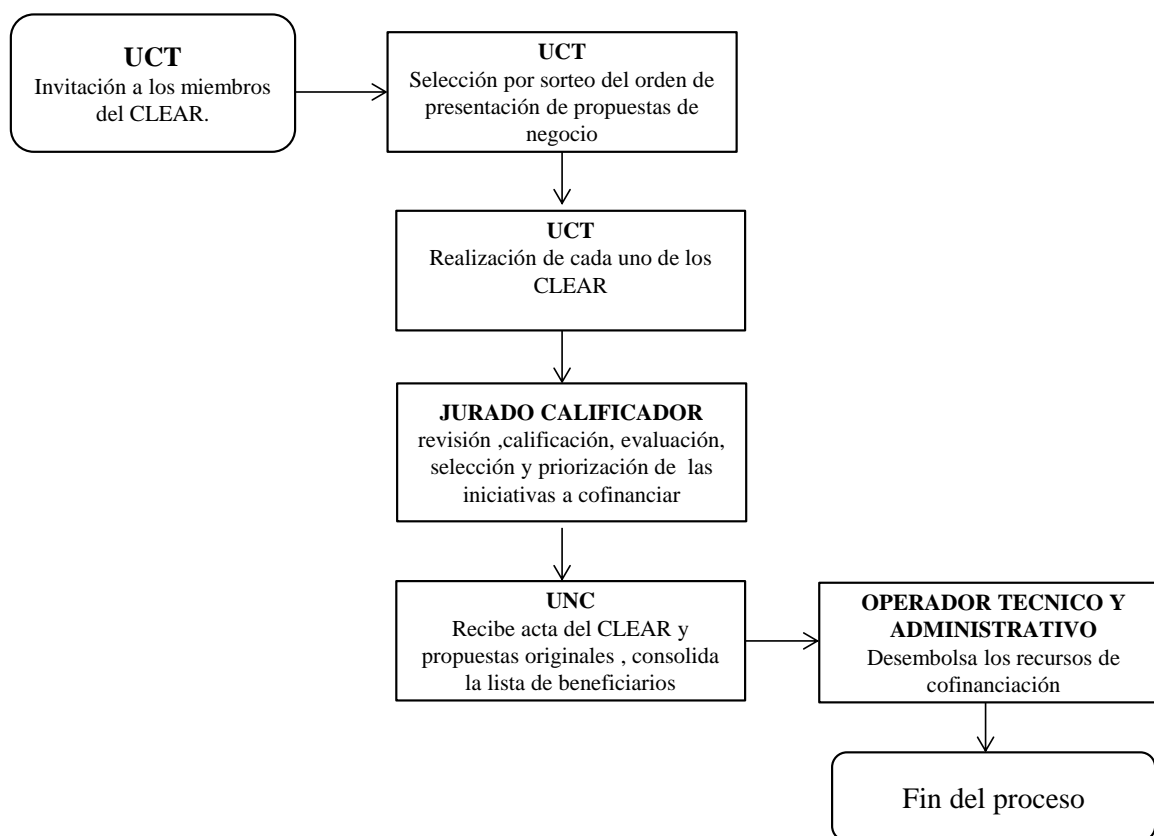 UCT
Invitación a los miembros
del CLEAR.
UCT
Selección por sorteo del orden de
presentación de propuestas de
negocio
UCT
Realización de cada uno de los
CLEAR
JURADO CALIFICADOR
revisión ,calificación, evaluación,
selección y priorización de las
iniciativas a cofinanciar
UNC
Recibe acta del CLEAR y
propuestas originales , consolida
la lista de beneficiarios
OPERADOR TECNICO Y
ADMINISTRATIVO
Desembolsa los recursos de
cofinanciación
Fin del proceso